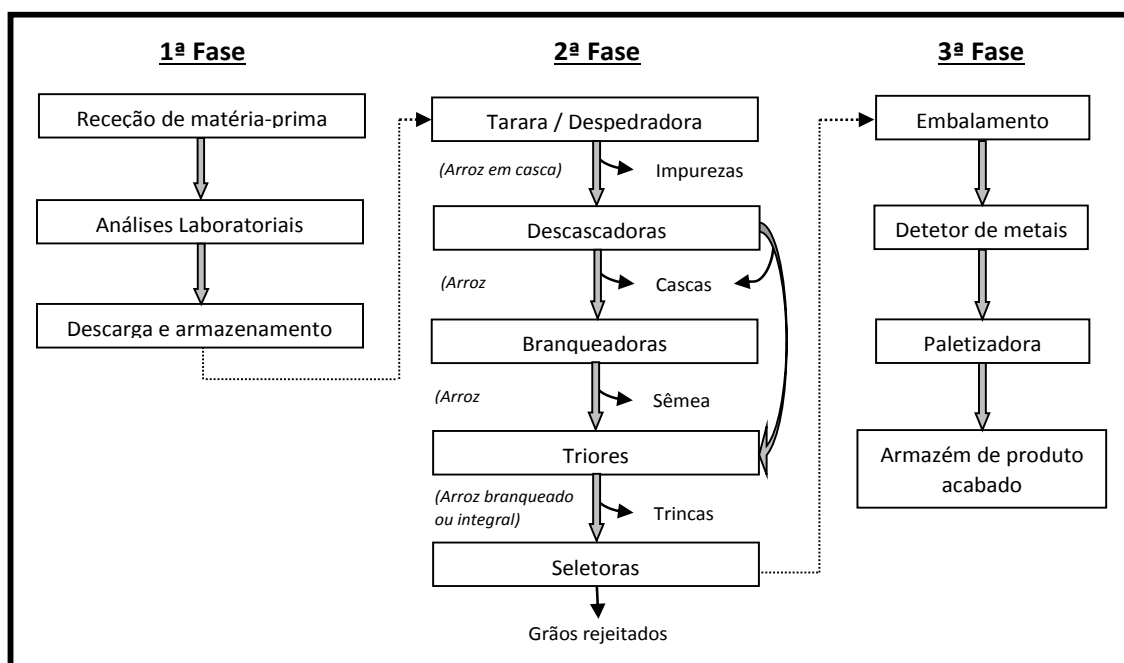 1ª Fase
Receção de matéria-prima
Análises Laboratoriais
Descarga e armazenamento
2ª Fase
Tarara / Despedradora
(Arroz em casca)
Impurezas
Descascadoras
(Arroz
Cascas
Branqueadoras
(Arroz
Sêmea
Triores
(Arroz branqueado
ou integral)
Trincas
Seletoras
Grãos rejeitados
3ª Fase
Embalamento
Detetor de metais
Paletizadora
Armazém de produto
acabado